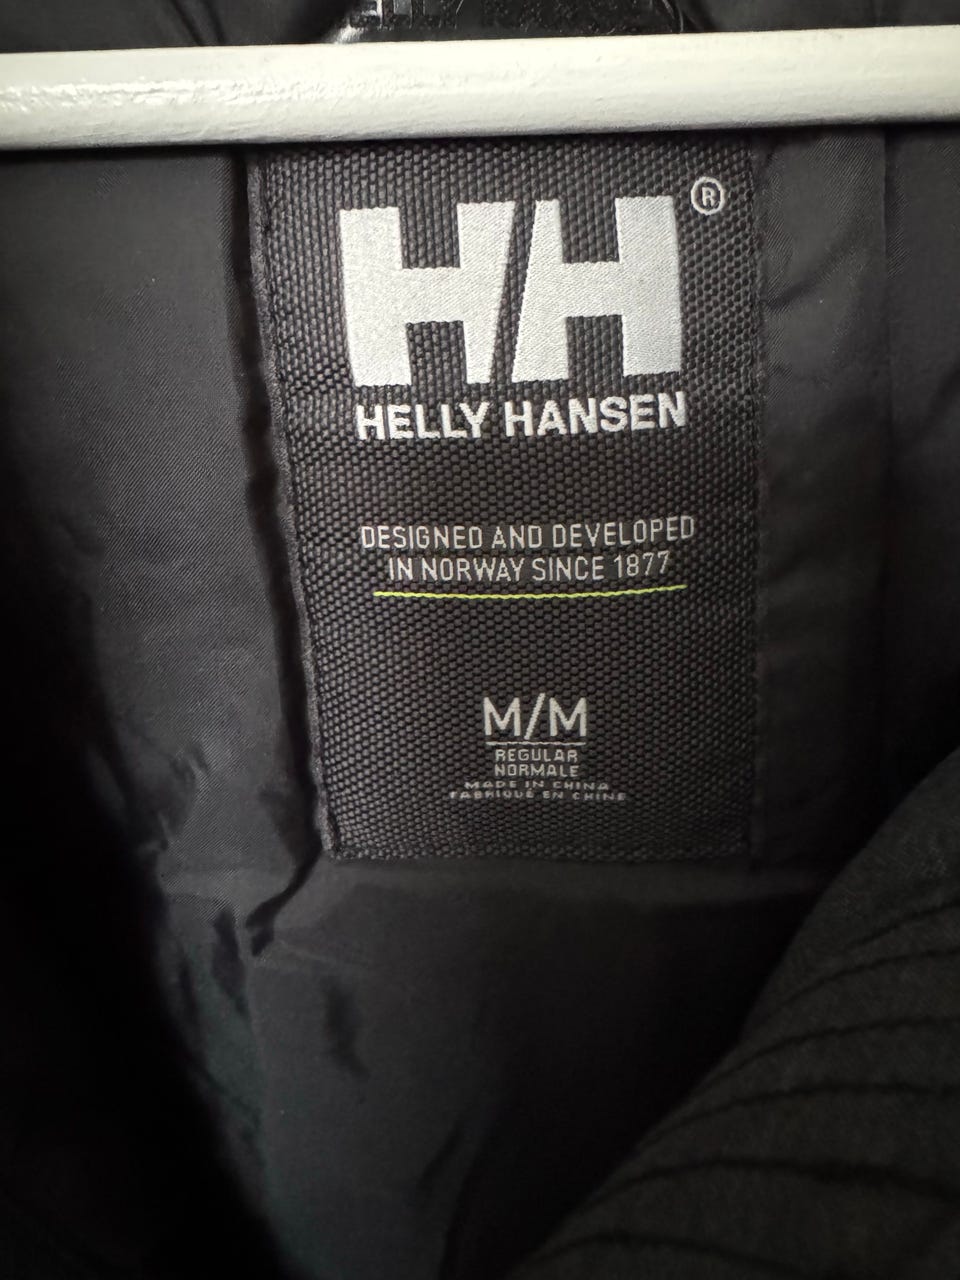 HH®
HELLY HANSEN
DESIGNED AND DEVELOPED
IN NORWAY SINCE 1877
M/M
REGULAR
NORMALE
MADE IN CHINA
FABRIQUÉ EN CHINE